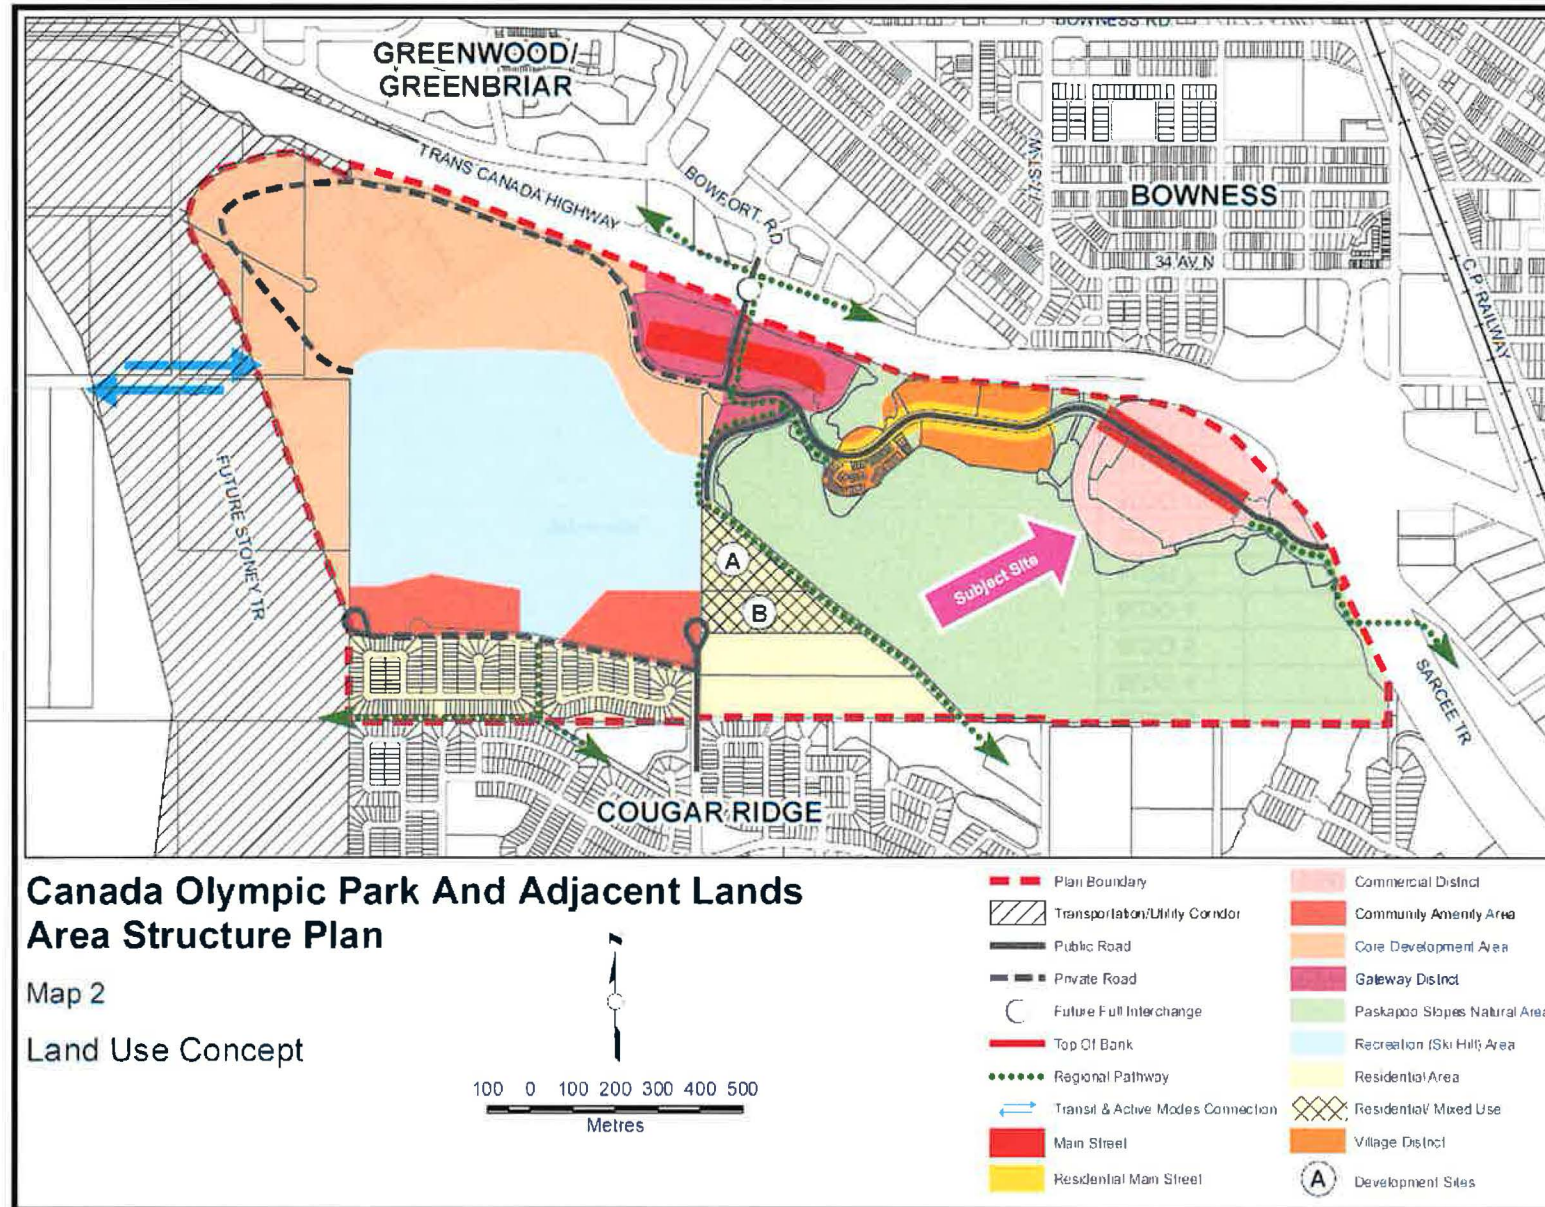 BOWNESS RD
GREENWOOD/
GREENBRIAR
TRANS CANADA HIGHWAY
BOWFORT RD
77 ST W
BOWNESS
34 AV N
C.P RAILWAY
FUTURE STONEY TR
A
B
Subject Site
SARCEE TR
COUGAR RIDGE
Canada Olympic Park And Adjacent Lands
Area Structure Plan
Map 2
Land Use Concept
N
100 0 100 200 300 400 500
Metres
Plan Boundary
Transportation/Utility Corridor
Public Road
Private Road
Future Full Interchange
Top Of Bank
Regional Pathway
Transit & Active Modes Connection
Main Street
Residential Main Street
Commercial District
Community Amenity Area
Core Development Area
Gateway District
Paskapoo Slopes Natural Area
Recreation (Ski Hill) Area
Residential Area
Residential/ Mixed Use
Village District
A
Development Sites